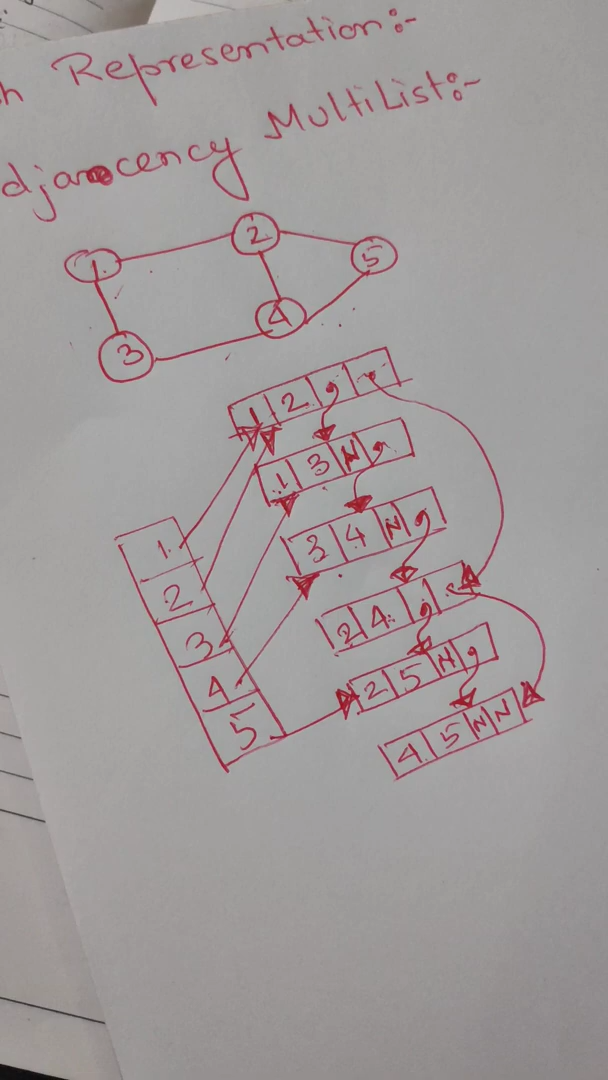 h Representation:-
djacency MultiList:-
1 2 5
3 4
1 2
1 3 N
3 4 N
2 4
2 5 N
4 5 N N
1
2
3
4
5